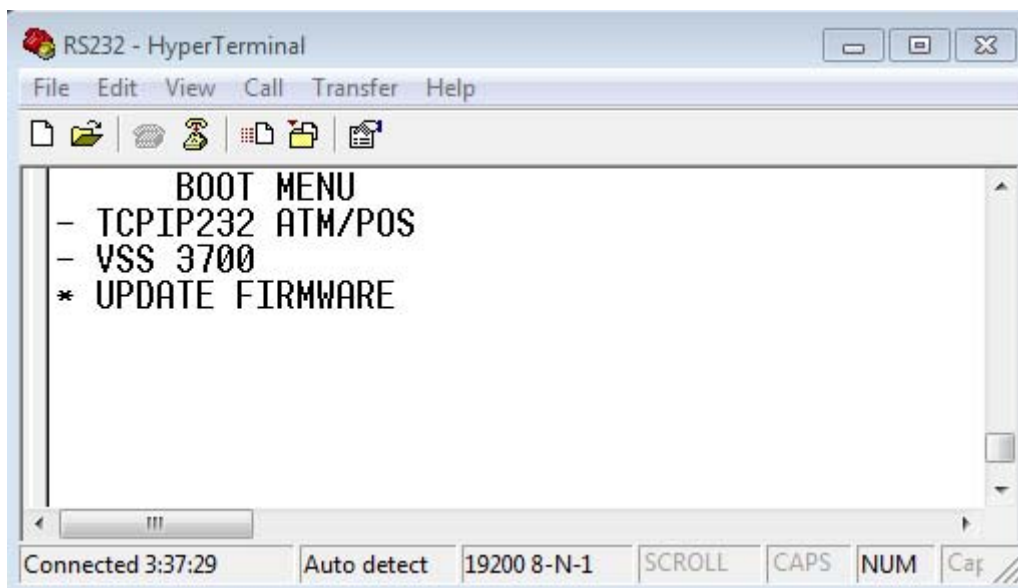 RS232 - HyperTerminal
File Edit View Call Transfer Help
BOOT MENU
- TCPIP232 ATM/POS
- VSS 3700
* UPDATE FIRMWARE
Connected 3:37:29 Auto detect 19200 8-N-1 SCROLL CAPS NUM Cap